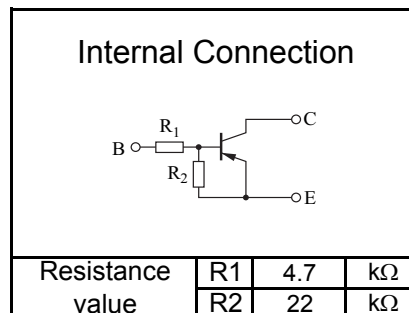 Internal Connection
C
R1
B
R2
E
Resistance value R1 4.7 kΩ
R2 22 kΩ